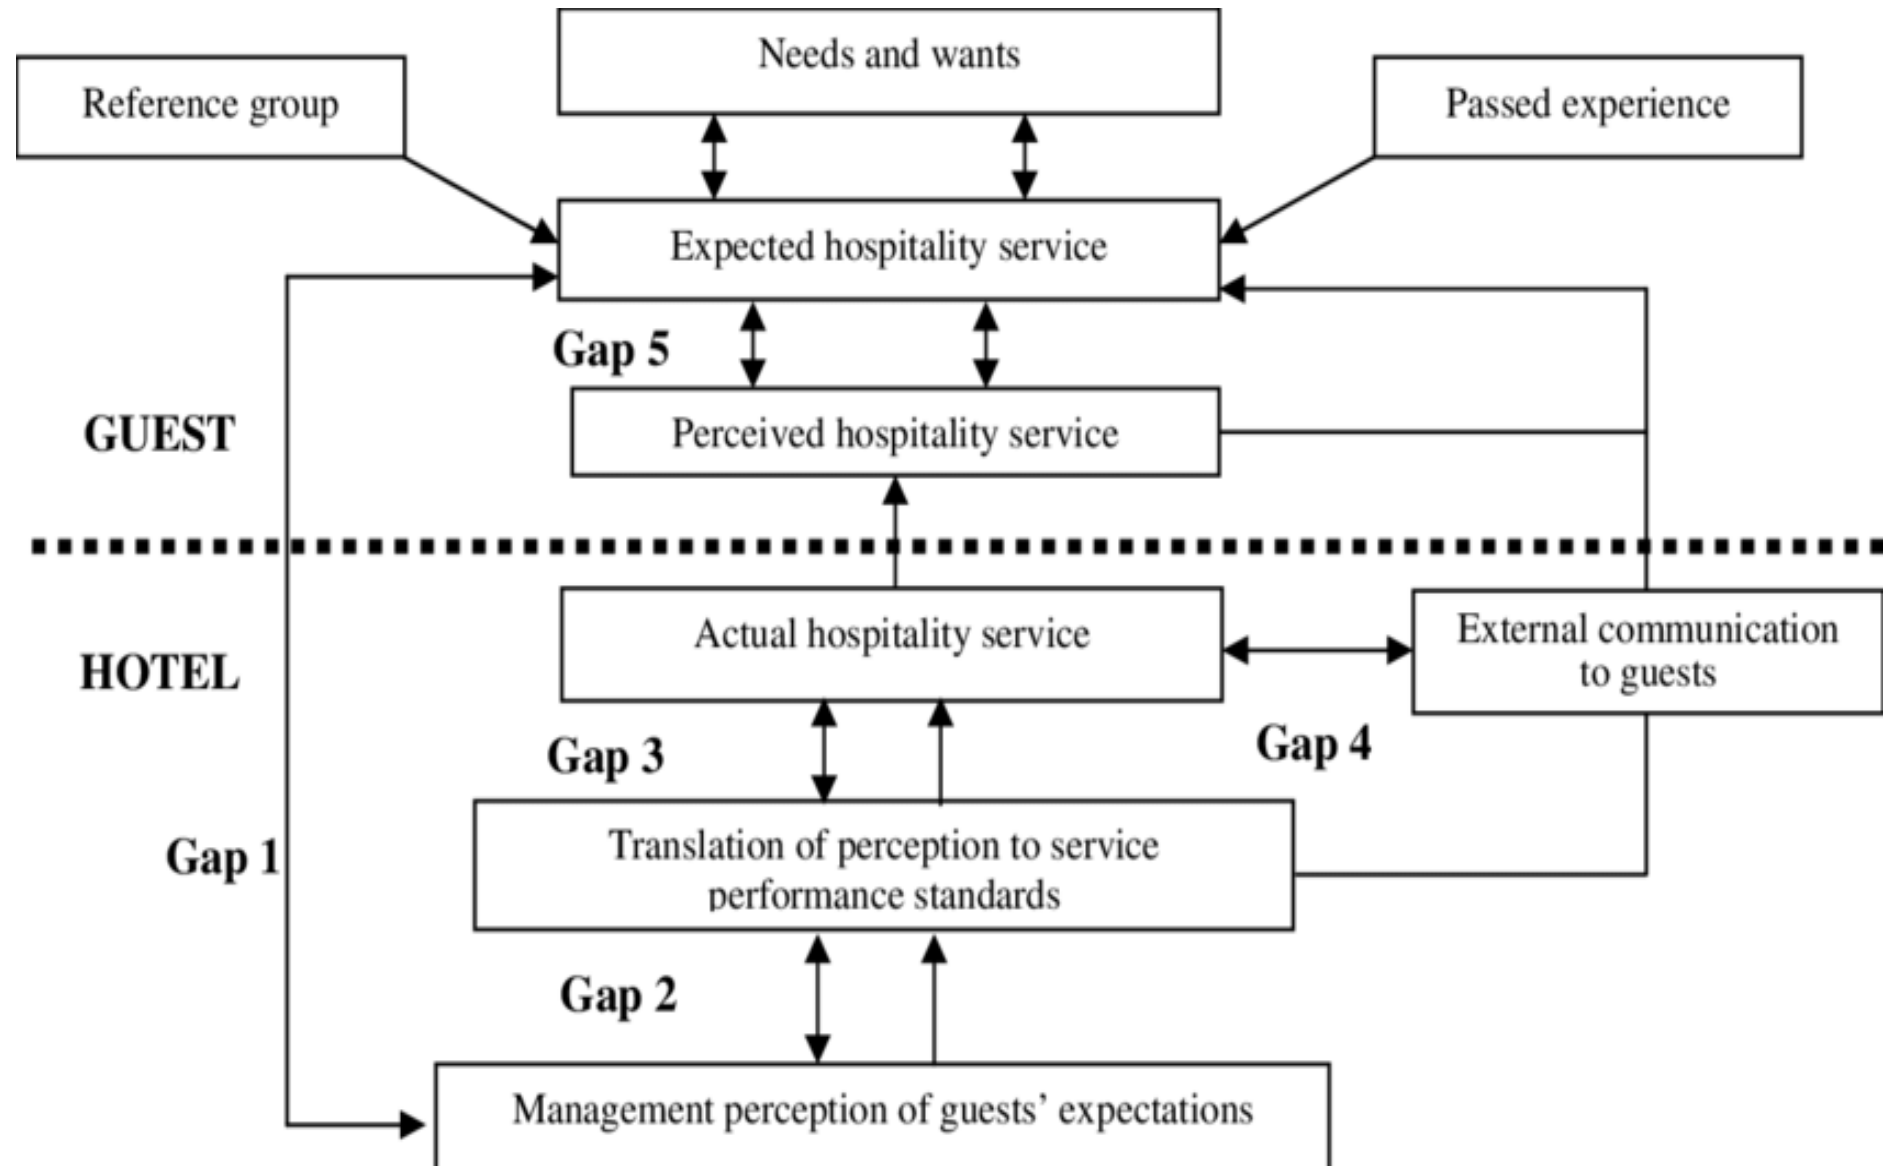 Needs and wants
Reference group
Passed experience
Expected hospitality service
Gap 5
GUEST
Perceived hospitality service
HOTEL
Actual hospitality service
External communication
to guests
Gap 3
Gap 4
Gap 1
Translation of perception to service
performance standards
Gap 2
Management perception of guests’ expectations